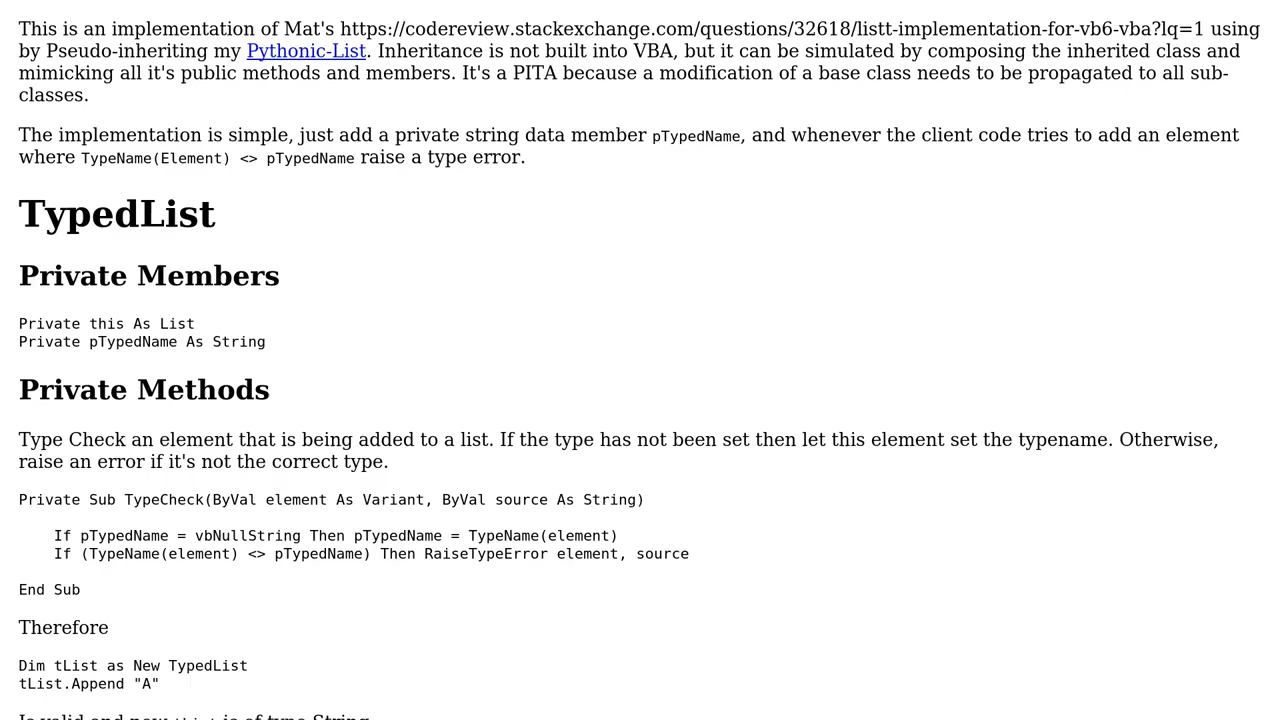 This is an implementation of Mat's https://codereview.stackexchange.com/questions/32618/listt-implementation-for-vb6-vba?lq=1 using
by Pseudo-inheriting my Pythonic-List. Inheritance is not built into VBA, but it can be simulated by composing the inherited class and
mimicking all it's public methods and members. It's a PITA because a modification of a base class needs to be propagated to all sub-
classes.
The implementation is simple, just add a private string data member pTypedName, and whenever the client code tries to add an element
where TypeName(Element) <> pTypedName raise a type error.
TypedList
Private Members
Private this As List
Private pTypedName As String
Private Methods
Type Check an element that is being added to a list. If the type has not been set then let this element set the typename. Otherwise,
raise an error if it's not the correct type.
Private Sub TypeCheck(ByVal element As Variant, ByVal source As String)
    If pTypedName = vbNullString Then pTypedName = TypeName(element)
    If (TypeName(element) <> pTypedName) Then RaiseTypeError element, source
End Sub
Therefore
Dim tList as New TypedList
tList.Append "A"
Is valid and now tList is of type String